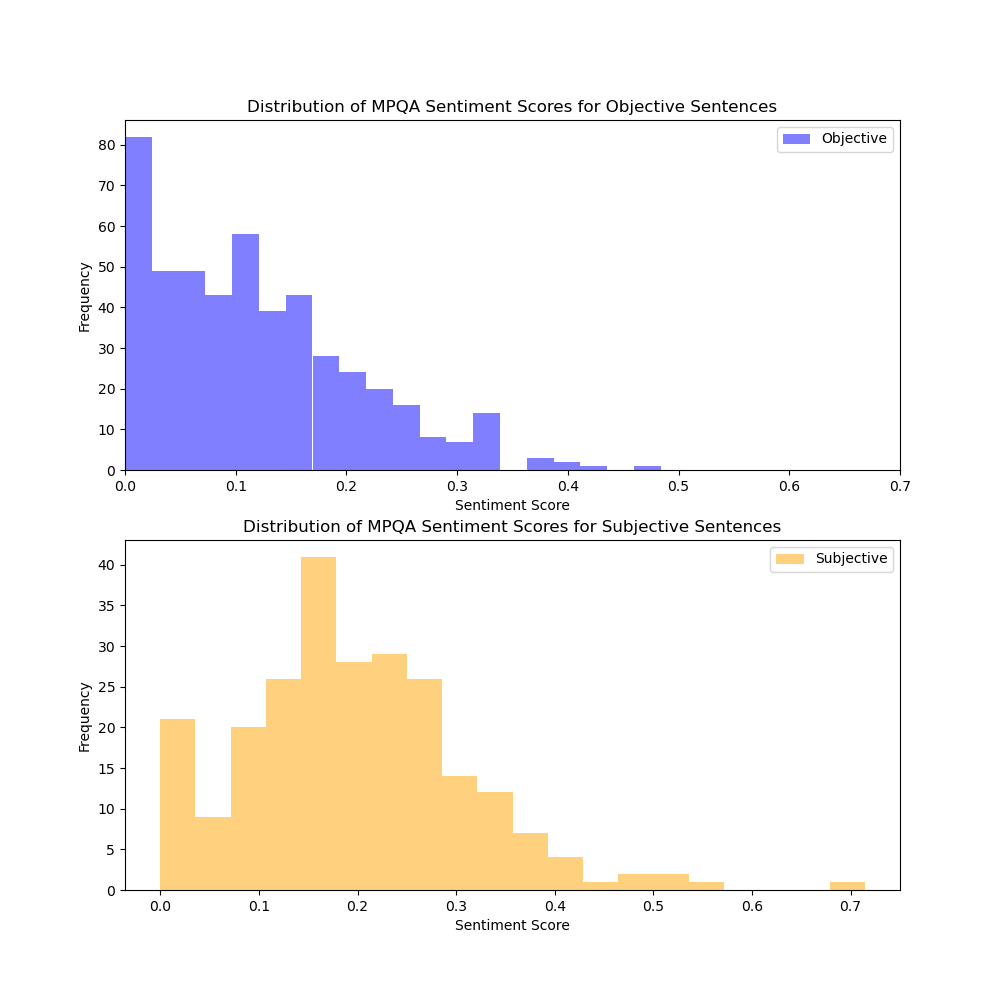 Distribution of MPQA Sentiment Scores for Objective Sentences
Objective
80
70
60
50
40
30
20
10
0
Frequency
0.0 0.1 0.2 0.3 0.4 0.5 0.6 0.7
Sentiment Score
Distribution of MPQA Sentiment Scores for Subjective Sentences
Subjective
40
35
30
25
20
15
10
5
0
Frequency
0.0 0.1 0.2 0.3 0.4 0.5 0.6 0.7
Sentiment Score